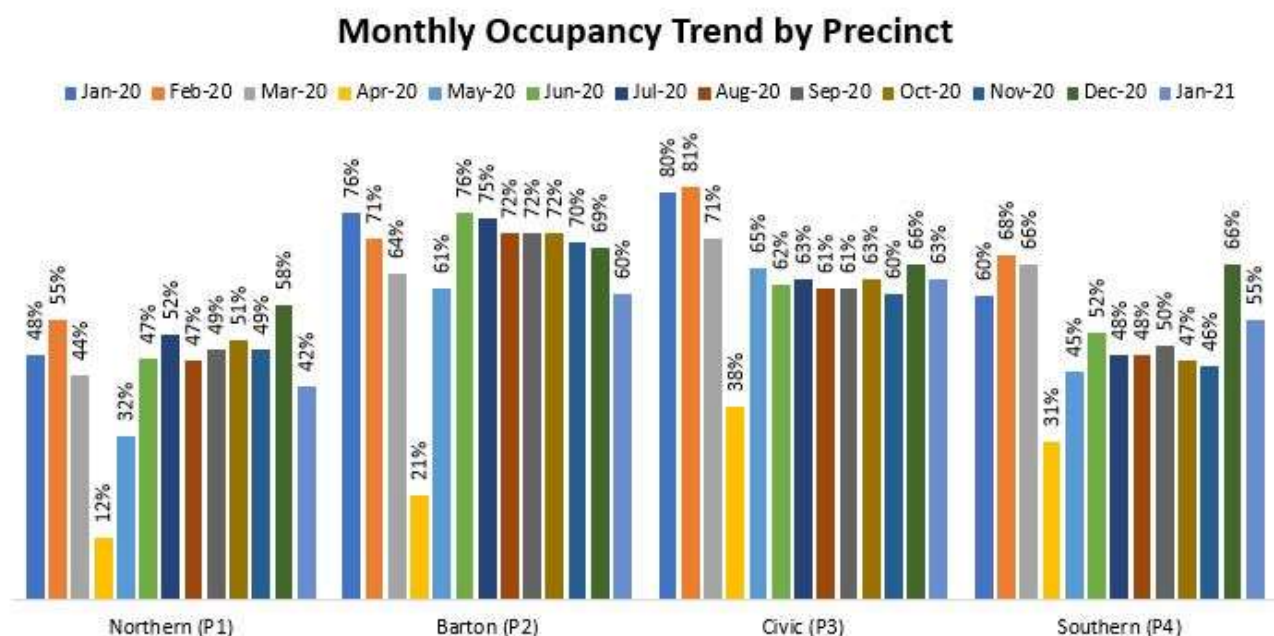 Monthly Occupancy Trend by Precinct
Jan-20 Feb-20 Mar-20 Apr-20 May-20 Jun-20 Jul-20 Aug-20 Sep-20 Oct-20 Nov-20 Dec-20 Jan-21
48% 55% 44% 12% 32% 47% 52% 47% 49% 51% 49% 58% 42%
76% 71% 64% 21% 61% 76% 75% 72% 72% 72% 70% 69% 60%
80% 81% 71% 38% 65% 62% 63% 61% 61% 63% 60% 66% 63%
60% 68% 66% 31% 45% 52% 48% 48% 50% 47% 46% 66% 55%
Northern (P1) Barton (P2) Civic (P3) Southern (P4)